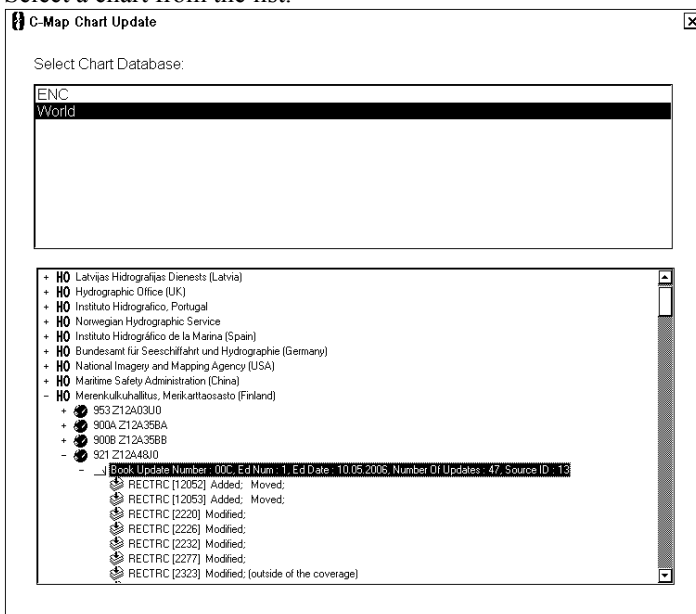 Select a chart from the list.
C-Map Chart Update
Select Chart Database:
ENC
World
+ HO Latvijas Hidrografijas Dienests (Latvia)
+ HO Hydrographic Office (UK)
+ HO Instituto Hidrografico, Portugal
+ HO Norwegian Hydrographic Service
+ HO Instituto Hidrográfico de la Marina (Spain)
+ HO Bundesamt für Seeschiffahrt und Hydrographie (Germany)
+ HO National Imagery and Mapping Agency (USA)
+ HO Maritime Safety Administration (China)
- HO Merenkulkuhallitus, Merikarttaosasto (Finland)
+ 953 Z12A03U0
+ 900A Z12A35BA
+ 900B Z12A35BB
- 921 Z12A48J0
- Book Update Number : 00C, Ed Num : 1, Ed Date : 10.05.2006, Number Of Updates : 47, Source ID : 13
RECTRC [12052] Added; Moved;
RECTRC [12053] Added; Moved;
RECTRC [2220] Modified;
RECTRC [2226] Modified;
RECTRC [2232] Modified;
RECTRC [2277] Modified;
RECTRC [2323] Modified; (outside of the coverage)